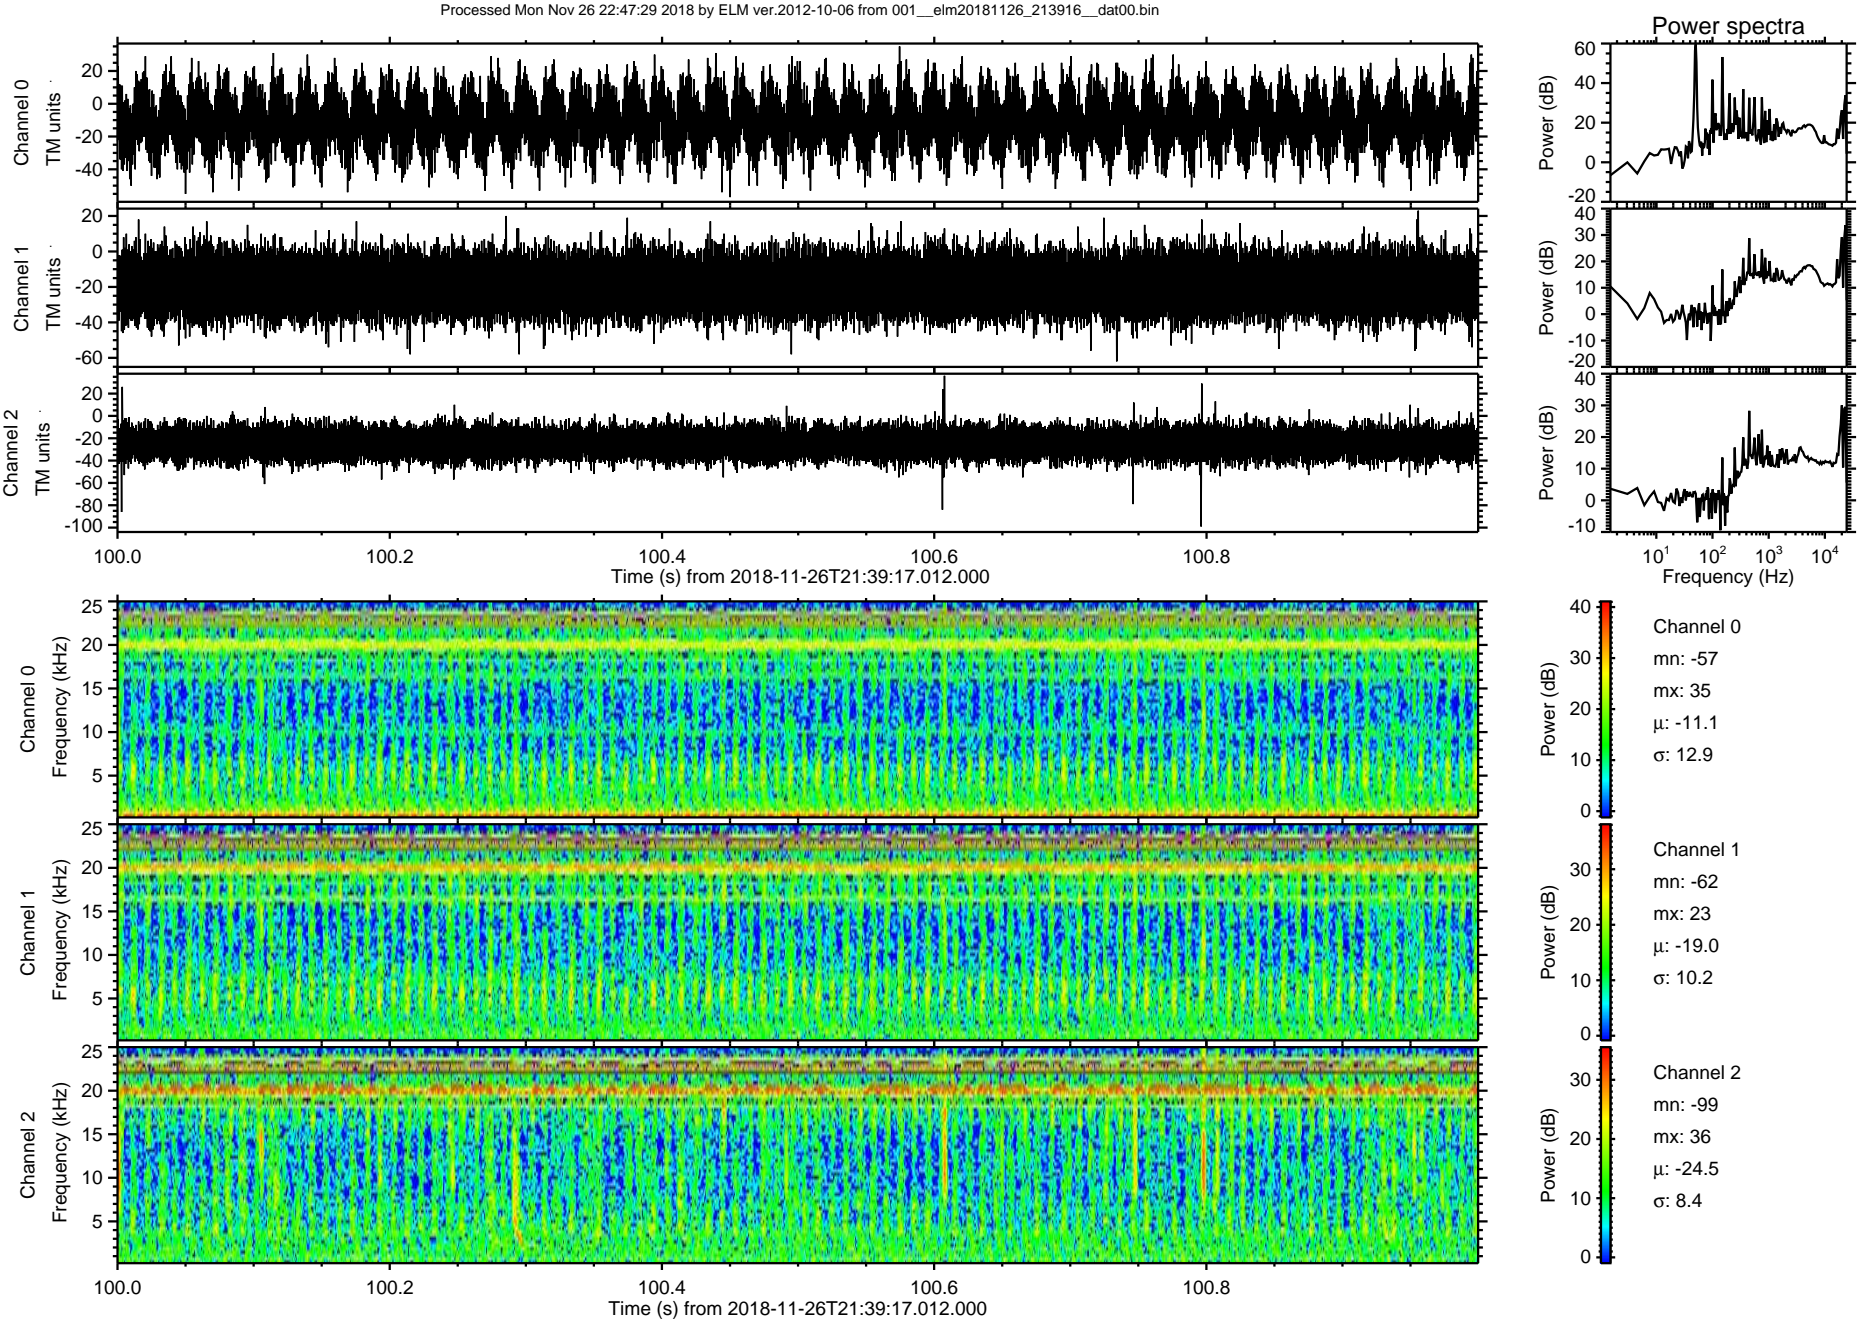 Processed Mon Nov 26 22:47:29 2018 by ELM ver.2012-10-06 from 001__elm20181126_213916__dat00.bin
Power spectra
Channel 0
TM units
20
0
-20
-40
Power (dB)
60
40
20
0
-20
Channel 1
TM units
20
0
-20
-40
-60
Power (dB)
40
30
20
10
0
-10
-20
Channel 2
TM units
20
0
-20
-40
-60
-80
-100
Power (dB)
40
30
20
10
0
-10
100.0 100.2 100.4 100.6 100.8
Time (s) from 2018-11-26T21:39:17.012.000
10^1 10^2 10^3 10^4
Frequency (Hz)
Channel 0
Frequency (kHz)
25
20
15
10
5
Power (dB)
40
30
20
10
0
Channel 0
mn: -57
mx: 35
μ: -11.1
σ: 12.9
Channel 1
Frequency (kHz)
25
20
15
10
5
Power (dB)
30
20
10
0
Channel 1
mn: -62
mx: 23
μ: -19.0
σ: 10.2
Channel 2
Frequency (kHz)
25
20
15
10
5
Power (dB)
30
20
10
0
Channel 2
mn: -99
mx: 36
μ: -24.5
σ: 8.4
100.0 100.2 100.4 100.6 100.8
Time (s) from 2018-11-26T21:39:17.012.000